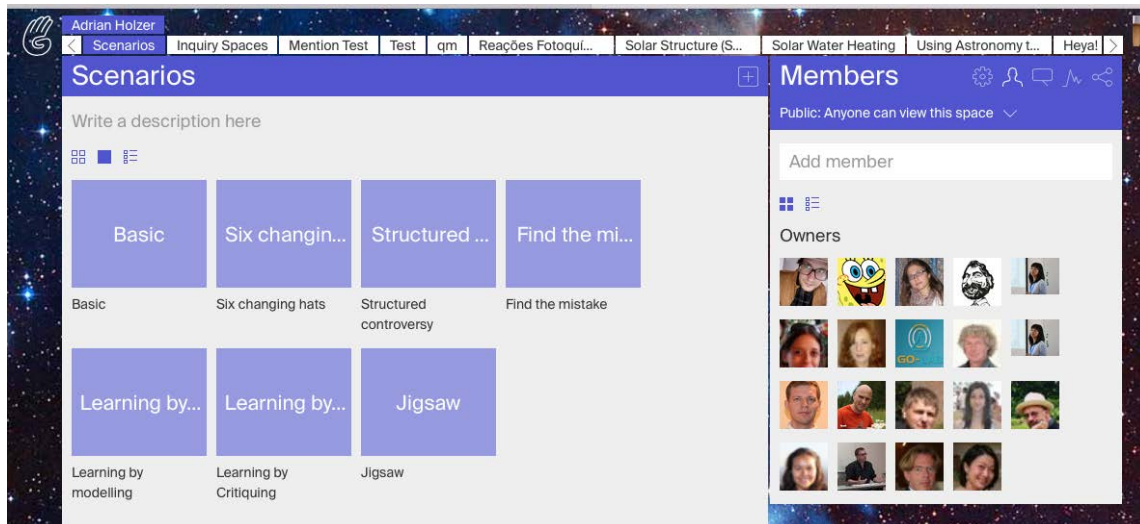 Adrian Holzer
Scenarios
Inquiry Spaces
Mention Test
Test
qm
Reações Fotoquí...
Solar Structure (S...
Solar Water Heating
Using Astronomy t...
Heya!
Scenarios
Write a description here
Basic
Six changin...
Structured ...
Find the mi...
Basic
Six changing hats
Structured
controversy
Find the mistake
Learning by...
Learning by...
Jigsaw
Learning by
modelling
Learning by
Critiquing
Jigsaw
Members
Public: Anyone can view this space
Add member
Owners
GO-